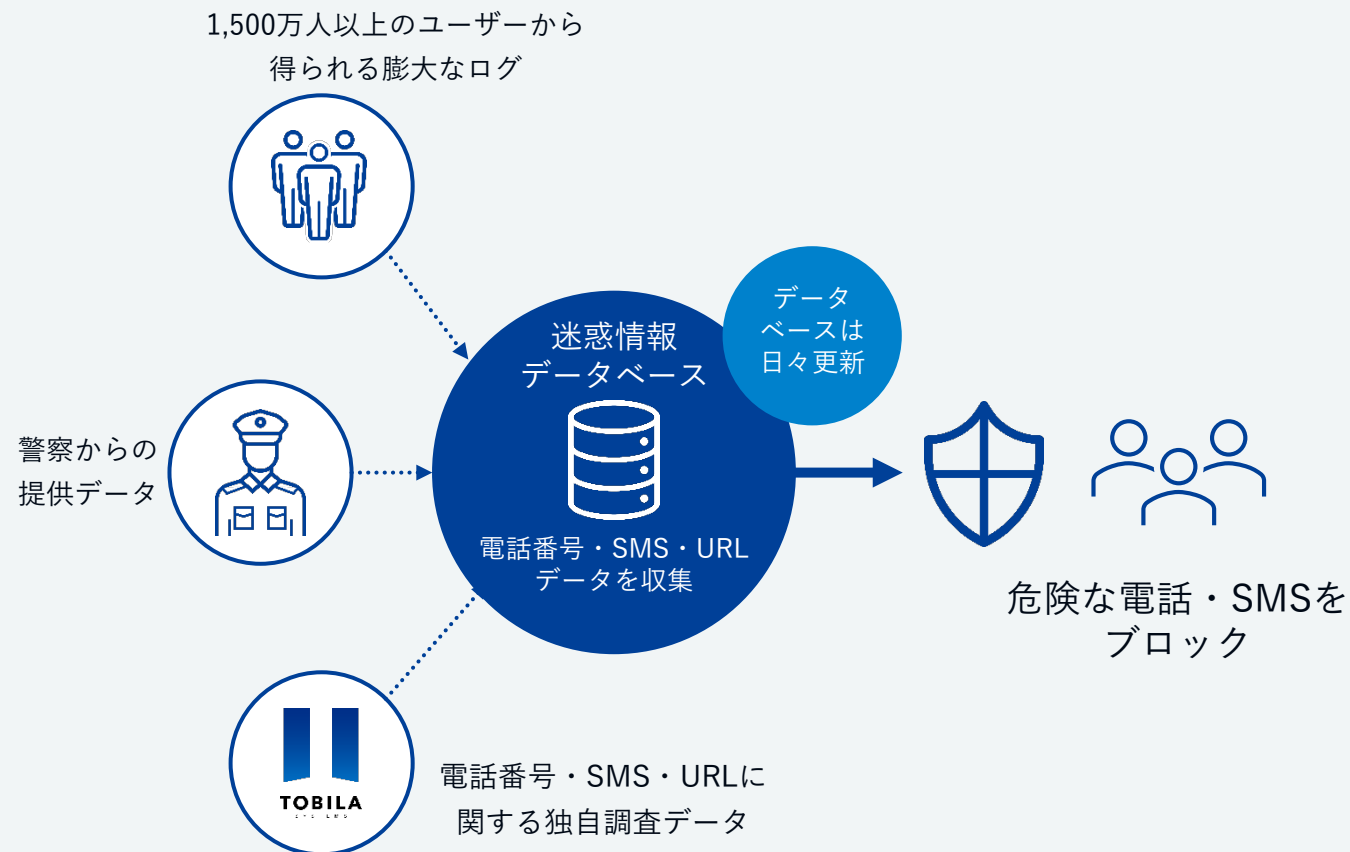 1,500万人以上のユーザーから
得られる膨大なログ
データ
ベースは
日々更新
迷惑情報
データベース
警察からの
提供データ
電話番号・SMS・URL
データを収集
危険な電話・SMSを
ブロック
TOBILA
電話番号・SMS・URLに
関する独自調査データ